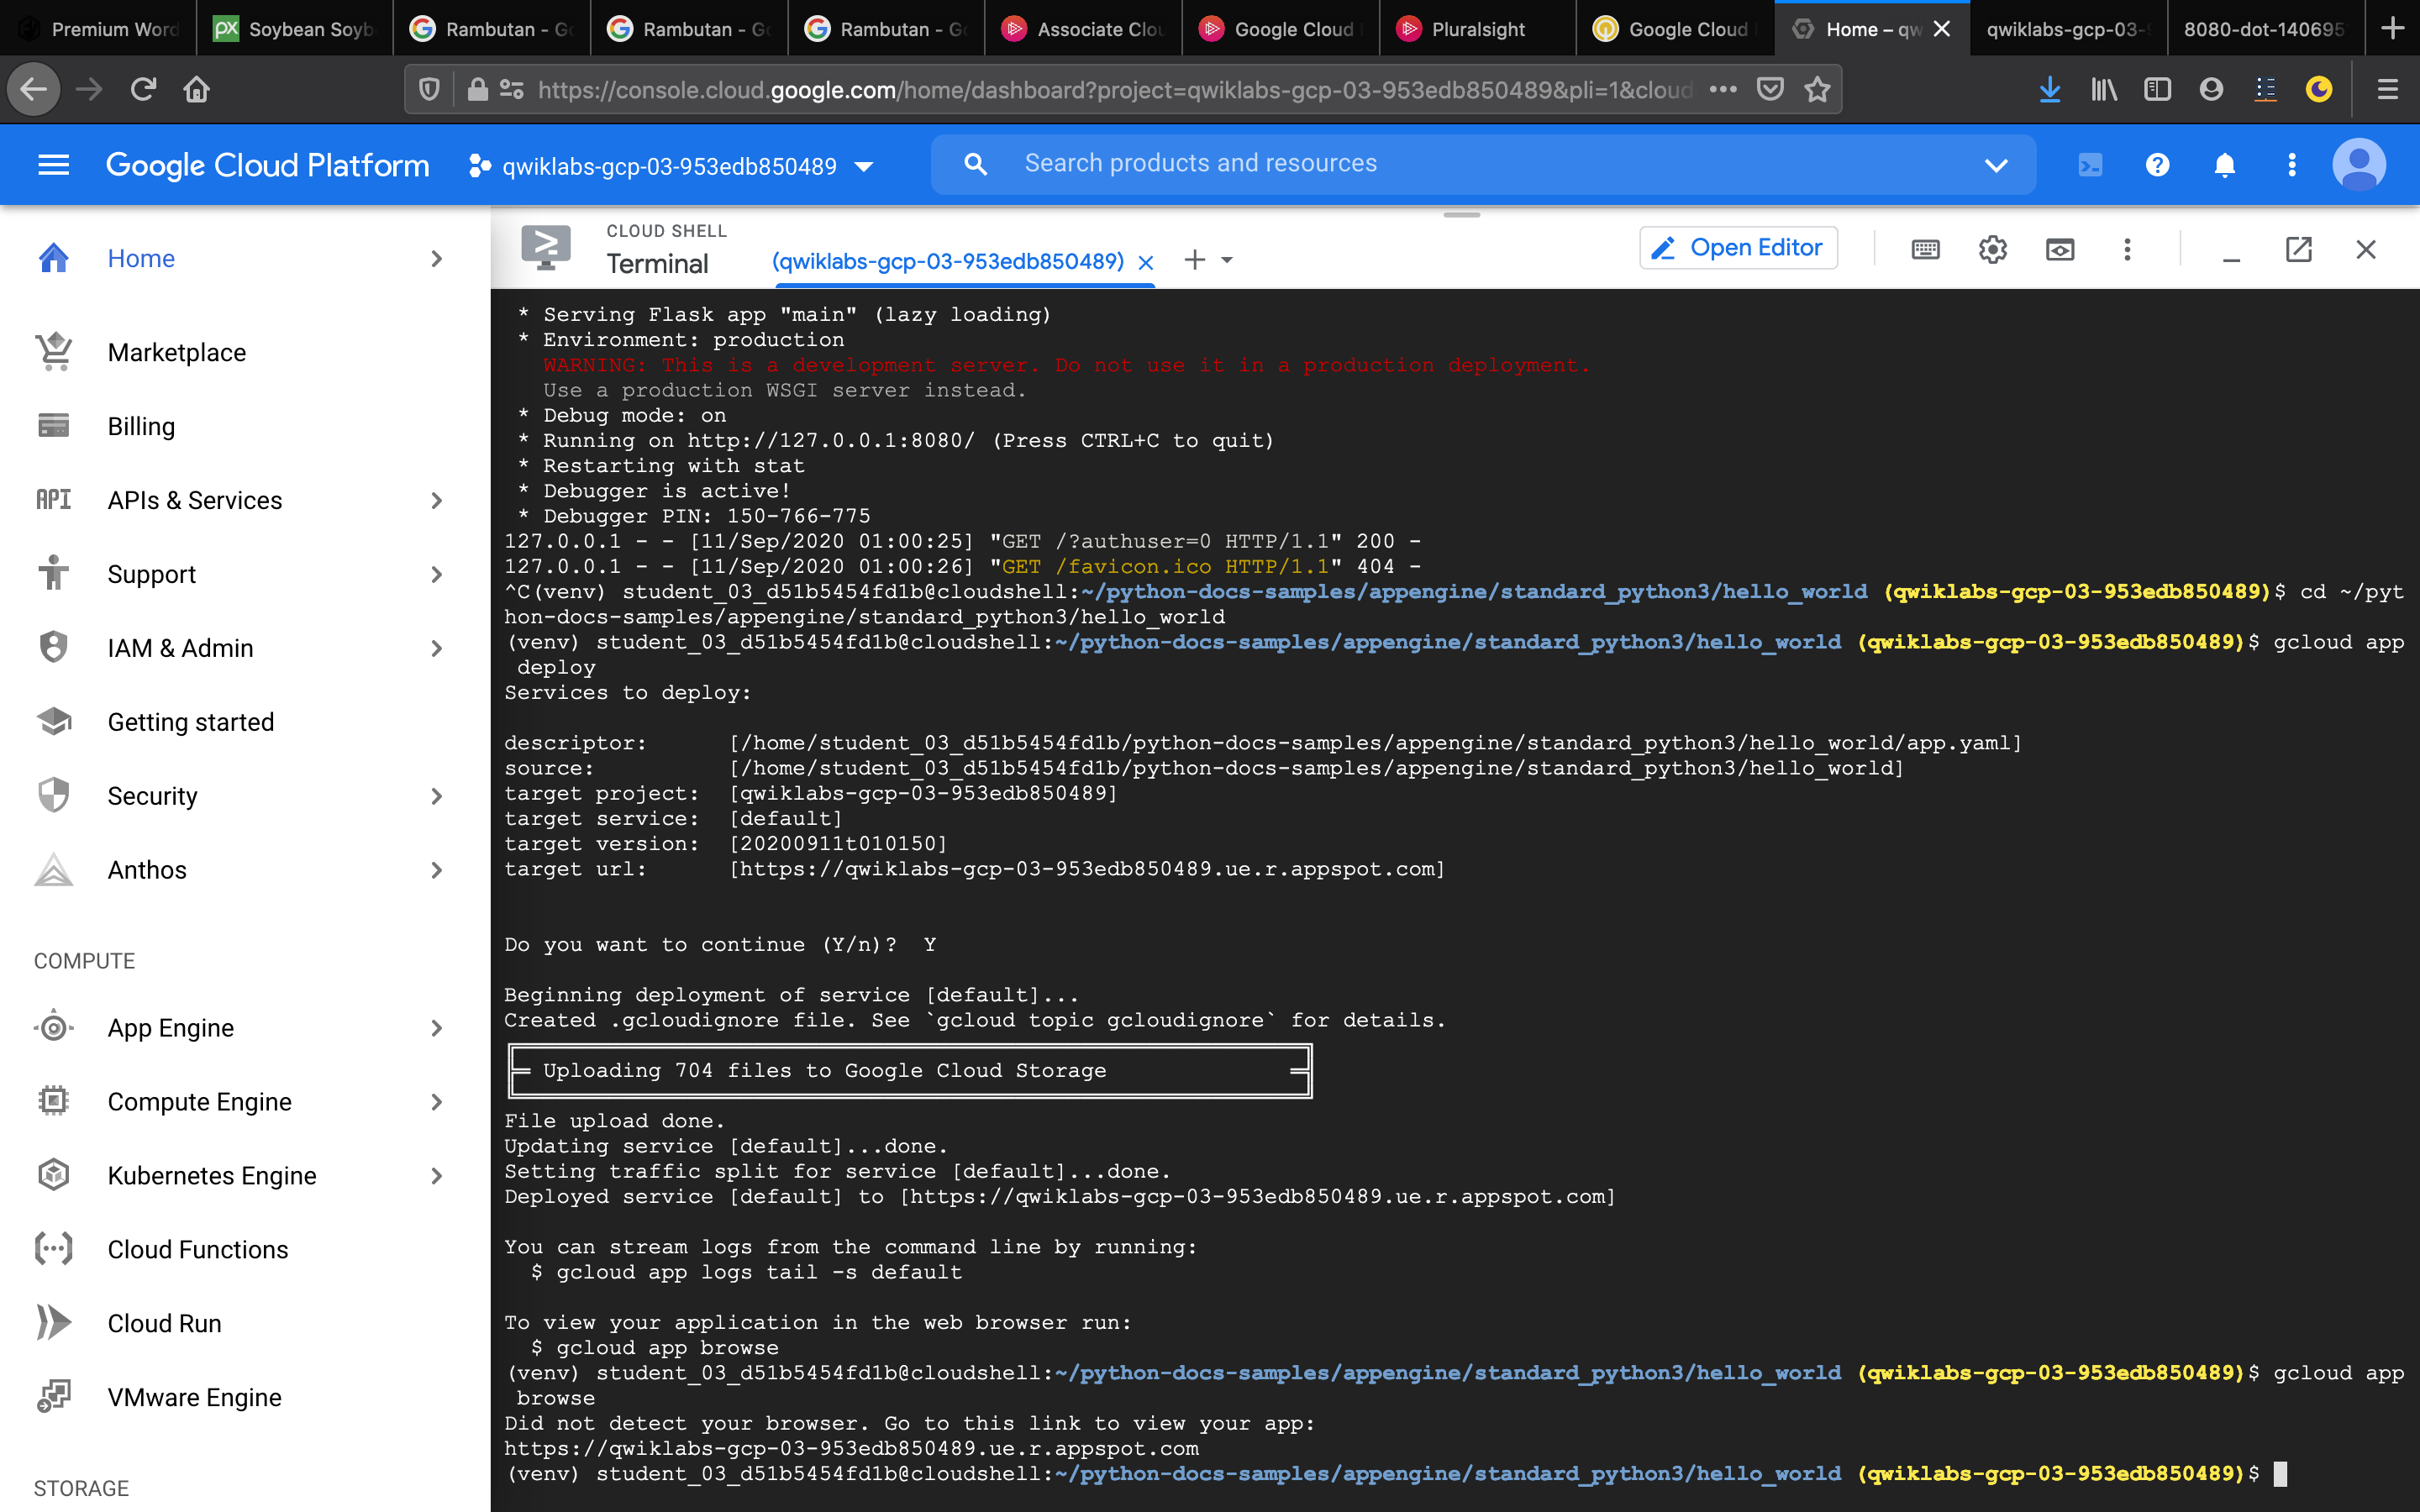 Premium Word
Soybean Soyb
Rambutan - Go
Rambutan - Go
Rambutan - Go
Associate Clou
Google Cloud
Pluralsight
Google Cloud
Home – qw
qwiklabs-gcp-03-
8080-dot-140695
https://console.cloud.google.com/home/dashboard?project=qwiklabs-gcp-03-953edb850489&pli=1&cloud
Google Cloud Platform
qwiklabs-gcp-03-953edb850489
Search products and resources
Home
Marketplace
Billing
API
APIs & Services
Support
IAM & Admin
Getting started
Security
Anthos
COMPUTE
App Engine
Compute Engine
Kubernetes Engine
Cloud Functions
Cloud Run
VMware Engine
STORAGE
CLOUD SHELL
Terminal
(qwiklabs-gcp-03-953edb850489)
Open Editor
* Serving Flask app "main" (lazy loading)
* Environment: production
WARNING: This is a development server. Do not use it in a production deployment.
Use a production WSGI server instead.
* Debug mode: on
* Running on http://127.0.0.1:8080/ (Press CTRL+C to quit)
* Restarting with stat
* Debugger is active!
* Debugger PIN: 150-766-775
127.0.0.1 - - [11/Sep/2020 01:00:25] "GET /?authuser=0 HTTP/1.1" 200 -
127.0.0.1 - - [11/Sep/2020 01:00:26] "GET /favicon.ico HTTP/1.1" 404 -
^C(venv) student_03_d51b5454fd1b@cloudshell:~/python-docs-samples/appengine/standard_python3/hello_world (qwiklabs-gcp-03-953edb850489)$ cd ~/pyt
hon-docs-samples/appengine/standard_python3/hello_world
(venv) student_03_d51b5454fd1b@cloudshell:~/python-docs-samples/appengine/standard_python3/hello_world (qwiklabs-gcp-03-953edb850489)$ gcloud app
deploy
Services to deploy:
descriptor: [/home/student_03_d51b5454fd1b/python-docs-samples/appengine/standard_python3/hello_world/app.yaml]
source: [/home/student_03_d51b5454fd1b/python-docs-samples/appengine/standard_python3/hello_world]
target project: [qwiklabs-gcp-03-953edb850489]
target service: [default]
target version: [20200911t010150]
target url: [https://qwiklabs-gcp-03-953edb850489.ue.r.appspot.com]
Do you want to continue (Y/n)? Y
Beginning deployment of service [default]...
Created .gcloudignore file. See `gcloud topic gcloudignore` for details.
Uploading 704 files to Google Cloud Storage
File upload done.
Updating service [default]...done.
Setting traffic split for service [default]...done.
Deployed service [default] to [https://qwiklabs-gcp-03-953edb850489.ue.r.appspot.com]
You can stream logs from the command line by running:
$ gcloud app logs tail -s default
To view your application in the web browser run:
$ gcloud app browse
(venv) student_03_d51b5454fd1b@cloudshell:~/python-docs-samples/appengine/standard_python3/hello_world (qwiklabs-gcp-03-953edb850489)$ gcloud app
browse
Did not detect your browser. Go to this link to view your app:
https://qwiklabs-gcp-03-953edb850489.ue.r.appspot.com
(venv) student_03_d51b5454fd1b@cloudshell:~/python-docs-samples/appengine/standard_python3/hello_world (qwiklabs-gcp-03-953edb850489)$